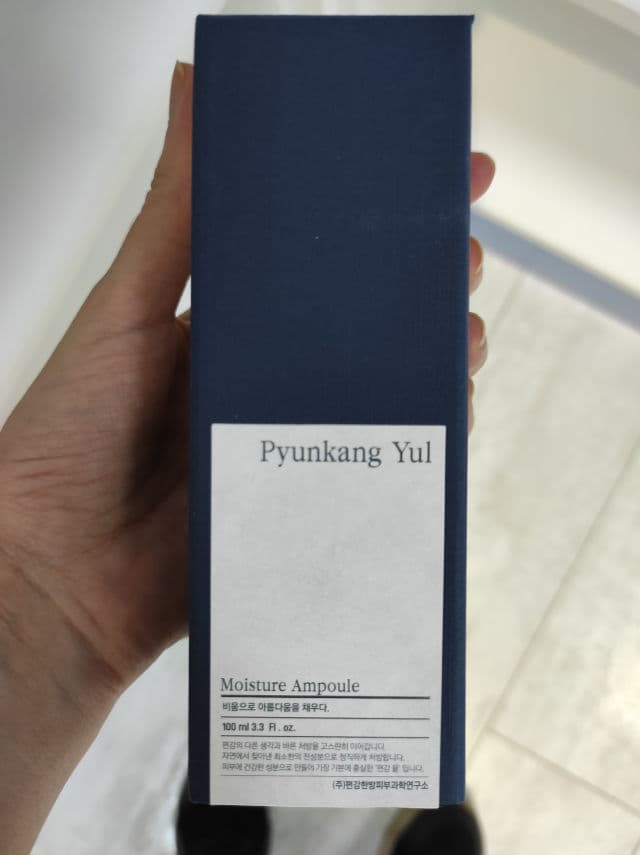 Pyunkang Yul
Moisture Ampoule
비움으로 아름다움을 채우다.
100 ml 3.3 Fl. oz.
편강의 다른 생각과 바른 처방을 고스란히 이어갑니다.
자연에서 찾아낸 최소한의 전성분으로 정직하게 처방합니다.
피부에 건강한 성분으로 만들어 가장 기본에 충실한 '편강 율' 입니다.
(주)편강한방피부과학연구소